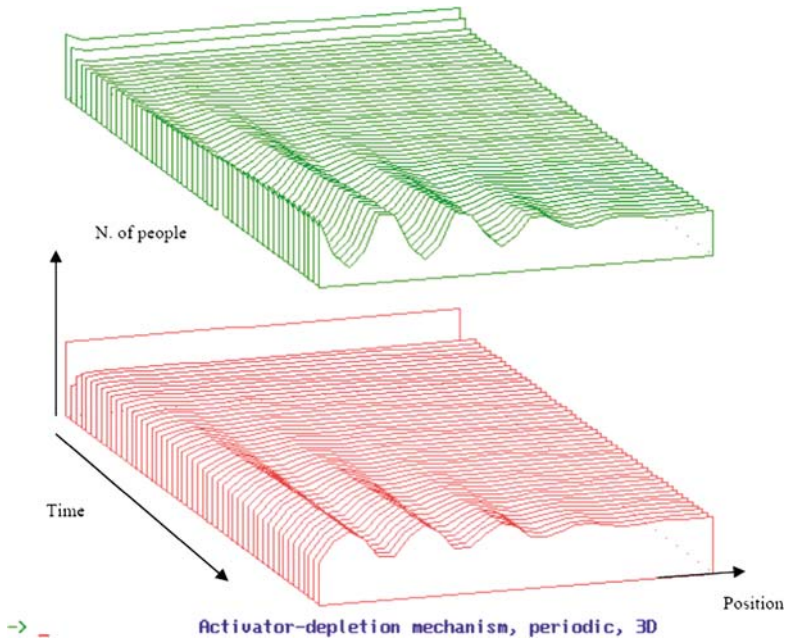 N. of people
Time
Position
-> _ Activator-depletion mechanism, periodic, 3D